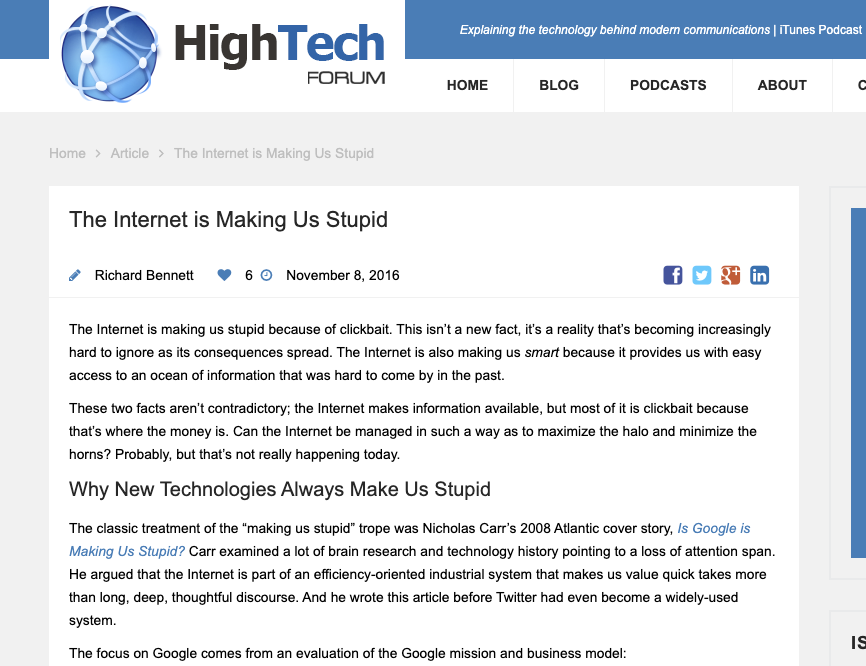 HighTech
FORUM
Explaining the technology behind modern communications | iTunes Podcast
HOME BLOG PODCASTS ABOUT
Home > Article > The Internet is Making Us Stupid
The Internet is Making Us Stupid
Richard Bennett 6 November 8, 2016
The Internet is making us stupid because of clickbait. This isn’t a new fact, it’s a reality that’s becoming increasingly
hard to ignore as its consequences spread. The Internet is also making us smart because it provides us with easy
access to an ocean of information that was hard to come by in the past.
These two facts aren’t contradictory; the Internet makes information available, but most of it is clickbait because
that’s where the money is. Can the Internet be managed in such a way as to maximize the halo and minimize the
horns? Probably, but that’s not really happening today.
Why New Technologies Always Make Us Stupid
The classic treatment of the “making us stupid” trope was Nicholas Carr’s 2008 Atlantic cover story, Is Google is
Making Us Stupid? Carr examined a lot of brain research and technology history pointing to a loss of attention span.
He argued that the Internet is part of an efficiency-oriented industrial system that makes us value quick takes more
than long, deep, thoughtful discourse. And he wrote this article before Twitter had even become a widely-used
system.
The focus on Google comes from an evaluation of the Google mission and business model: